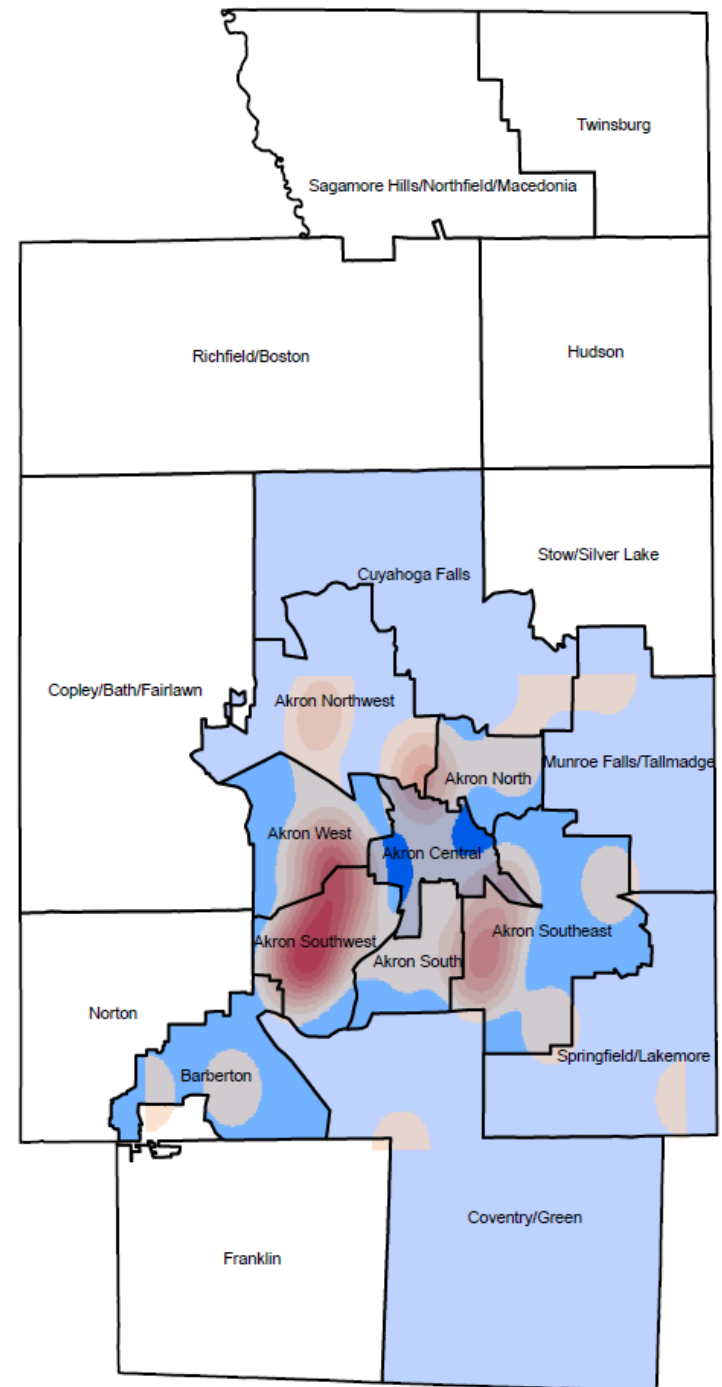 Twinsburg
Sagamore Hills/Northfield/Macedonia
Richfield/Boston
Hudson
Stow/Silver Lake
Cuyahoga Falls
Copley/Bath/Fairlawn
Akron Northwest
Munroe Falls/Tallmadge
Akron North
Akron West
Akron Central
Akron Southeast
Akron Southwest
Akron South
Norton
Springfield/Lakemore
Barberton
Coventry/Green
Franklin